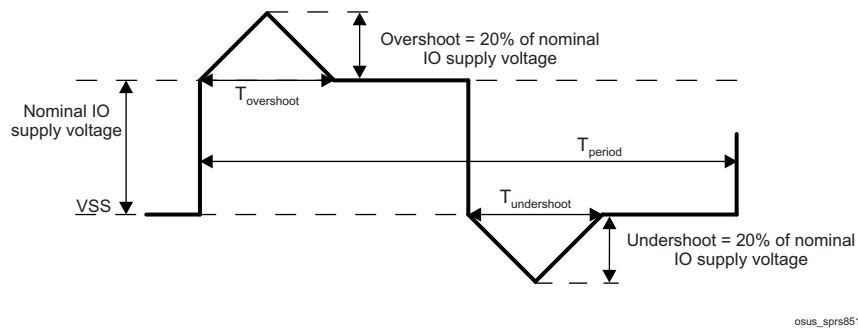 Overshoot = 20% of nominal
IO supply voltage
Nominal IO
supply voltage
Tovershoot
Tperiod
VSS
Tundershoot
Undershoot = 20% of nominal
IO supply voltage
osus_sprs851